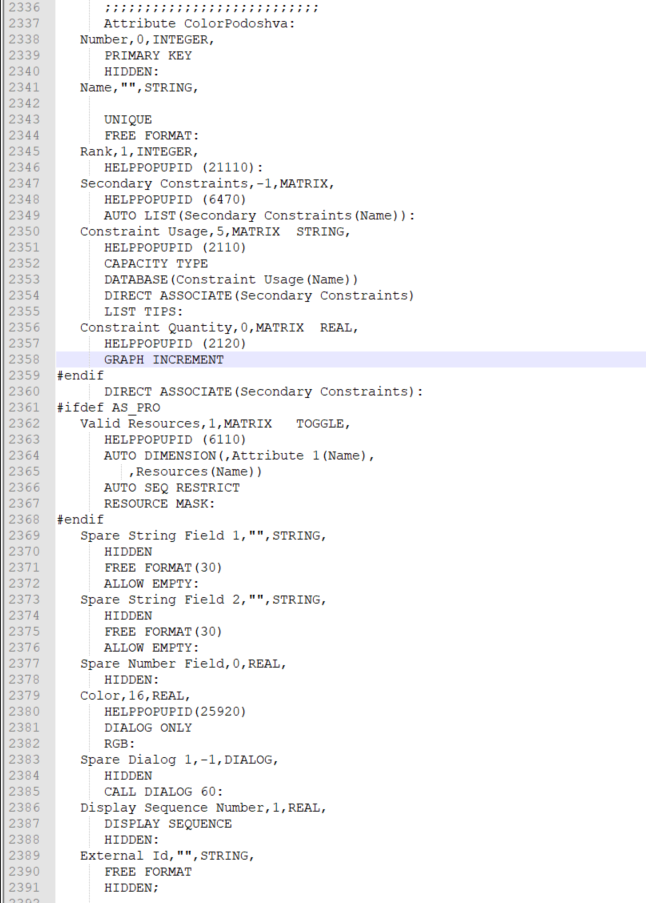 2336 ;;;;;;;;;;;;;;;;;;;;;;;;;;;
2337 Attribute ColorPodoshva:
2338 Number,0,INTEGER,
2339 PRIMARY KEY
2340 HIDDEN:
2341 Name,"",STRING,
2342
2343 UNIQUE
2344 FREE FORMAT:
2345 Rank,1,INTEGER,
2346 HELPPOPUPID (21110):
2347 Secondary Constraints,-1,MATRIX,
2348 HELPPOPUPID (6470)
2349 AUTO LIST(Secondary Constraints(Name)):
2350 Constraint Usage,5,MATRIX  STRING,
2351 HELPPOPUPID (2110)
2352 CAPACITY TYPE
2353 DATABASE(Constraint Usage(Name))
2354 DIRECT ASSOCIATE(Secondary Constraints)
2355 LIST TIPS:
2356 Constraint Quantity,0,MATRIX  REAL,
2357 HELPPOPUPID (2120)
2358 GRAPH INCREMENT
2359 #endif
2360 DIRECT ASSOCIATE(Secondary Constraints):
2361 #ifdef AS_PRO
2362 Valid Resources,1,MATRIX   TOGGLE,
2363 HELPPOPUPID (6110)
2364 AUTO DIMENSION(,Attribute 1(Name),
2365 ,Resources(Name))
2366 AUTO SEQ RESTRICT
2367 RESOURCE MASK:
2368 #endif
2369 Spare String Field 1,"",STRING,
2370 HIDDEN
2371 FREE FORMAT(30)
2372 ALLOW EMPTY:
2373 Spare String Field 2,"",STRING,
2374 HIDDEN
2375 FREE FORMAT(30)
2376 ALLOW EMPTY:
2377 Spare Number Field,0,REAL,
2378 HIDDEN:
2379 Color,16,REAL,
2380 HELPPOPUPID(25920)
2381 DIALOG ONLY
2382 RGB:
2383 Spare Dialog 1,-1,DIALOG,
2384 HIDDEN
2385 CALL DIALOG 60:
2386 Display Sequence Number,1,REAL,
2387 DISPLAY SEQUENCE
2388 HIDDEN:
2389 External Id,"",STRING,
2390 FREE FORMAT
2391 HIDDEN;